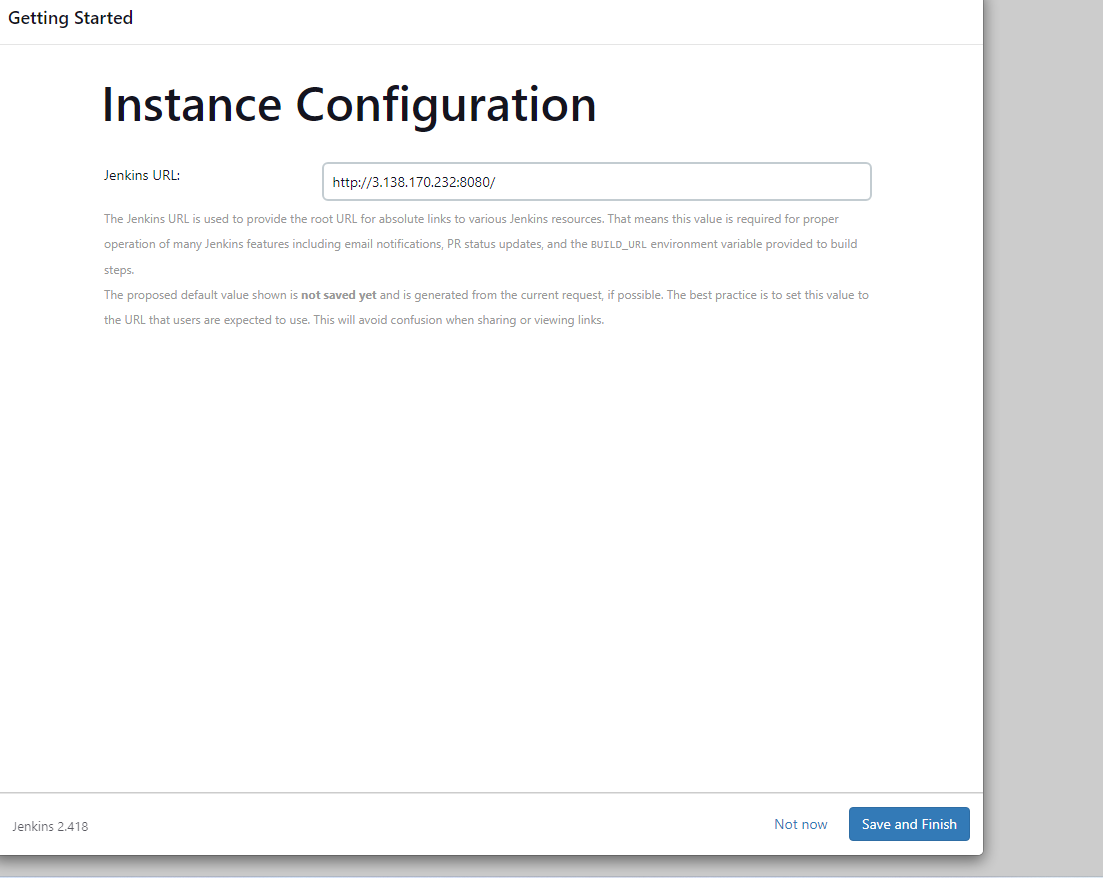 Getting Started
Instance Configuration
Jenkins URL:
http://3.138.170.232:8080/
The Jenkins URL is used to provide the root URL for absolute links to various Jenkins resources. That means this value is required for proper
operation of many Jenkins features including email notifications, PR status updates, and the BUILD_URL environment variable provided to build
steps.
The proposed default value shown is not saved yet and is generated from the current request, if possible. The best practice is to set this value to
the URL that users are expected to use. This will avoid confusion when sharing or viewing links.
Jenkins 2.418
Not now
Save and Finish